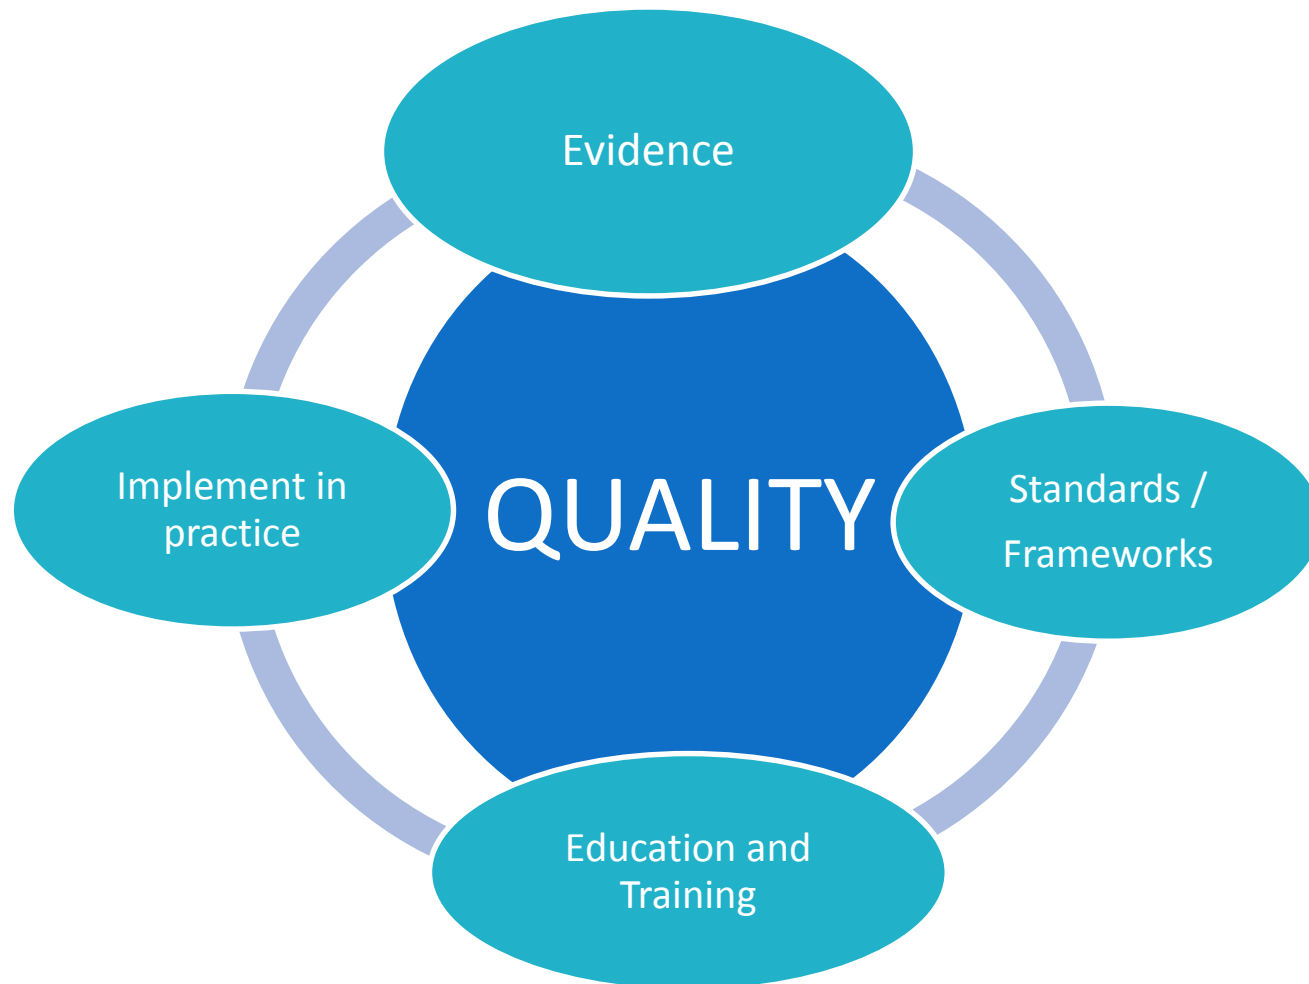 Evidence
Implement in
practice
QUALITY
Standards /
Frameworks
Education and
Training